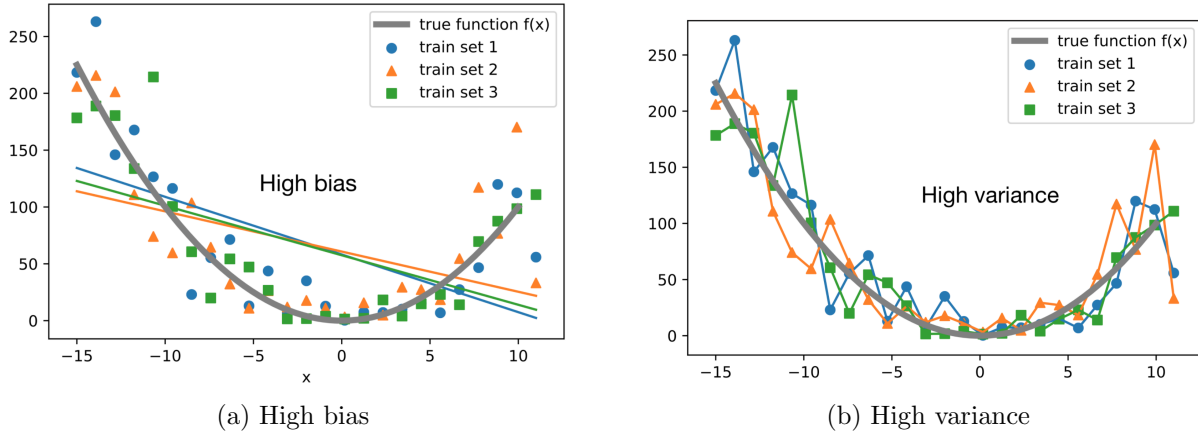 true function f(x)
train set 1
train set 2
train set 3
High bias
250
200
150
100
50
0
−15
−10
−5
0
5
10
x
(a) High bias
true function f(x)
train set 1
train set 2
train set 3
High variance
250
200
150
100
50
0
−15
−10
−5
0
5
10
(b) High variance